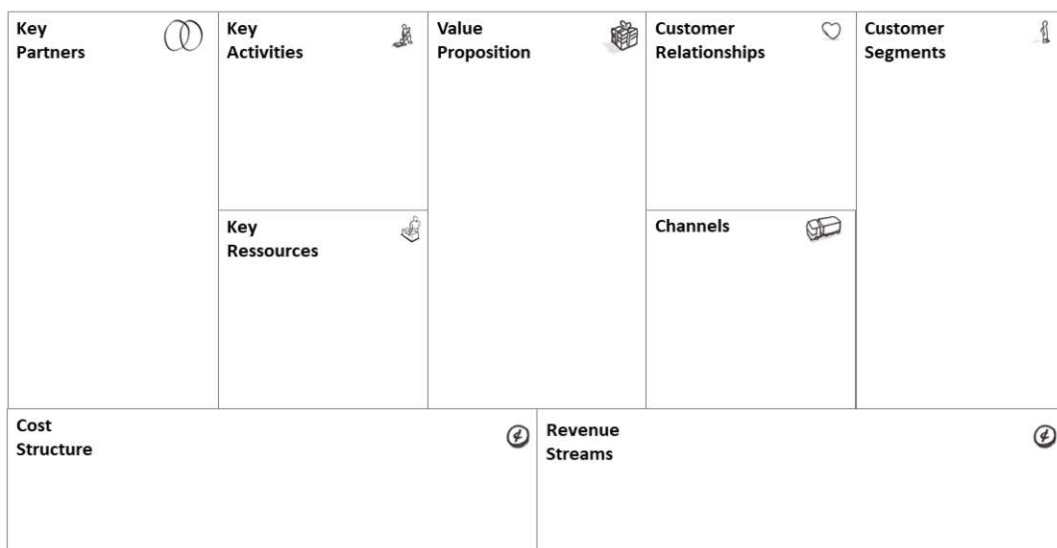 Key
Partners
Key
Activities
Key
Ressources
Value
Proposition
Customer
Relationships
Channels
Customer
Segments
Cost
Structure
Revenue
Streams